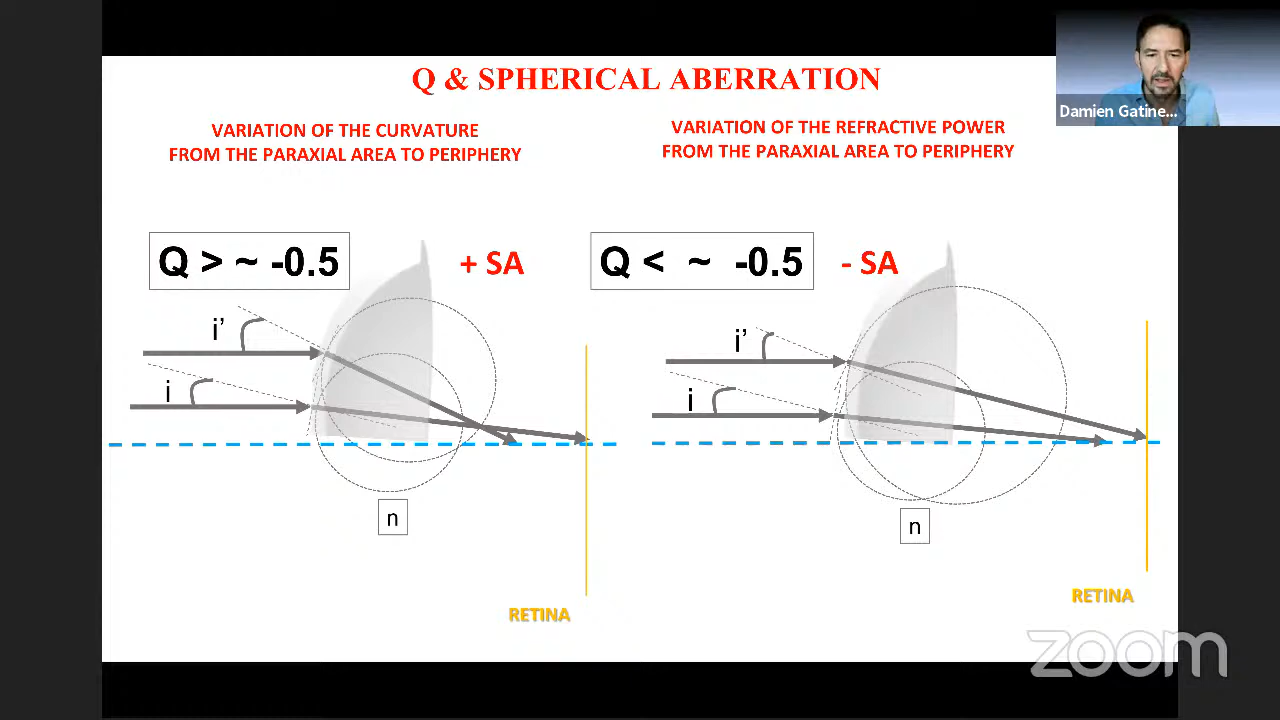 Q & SPHERICAL ABERRATION
Damien Gatine...
VARIATION OF THE CURVATURE
FROM THE PARAXIAL AREA TO PERIPHERY
VARIATION OF THE REFRACTIVE POWER
FROM THE PARAXIAL AREA TO PERIPHERY
Q > ~ -0.5
+ SA
Q < ~ -0.5
- SA
i'
i
n
RETINA
i'
i
n
RETINA
zoom